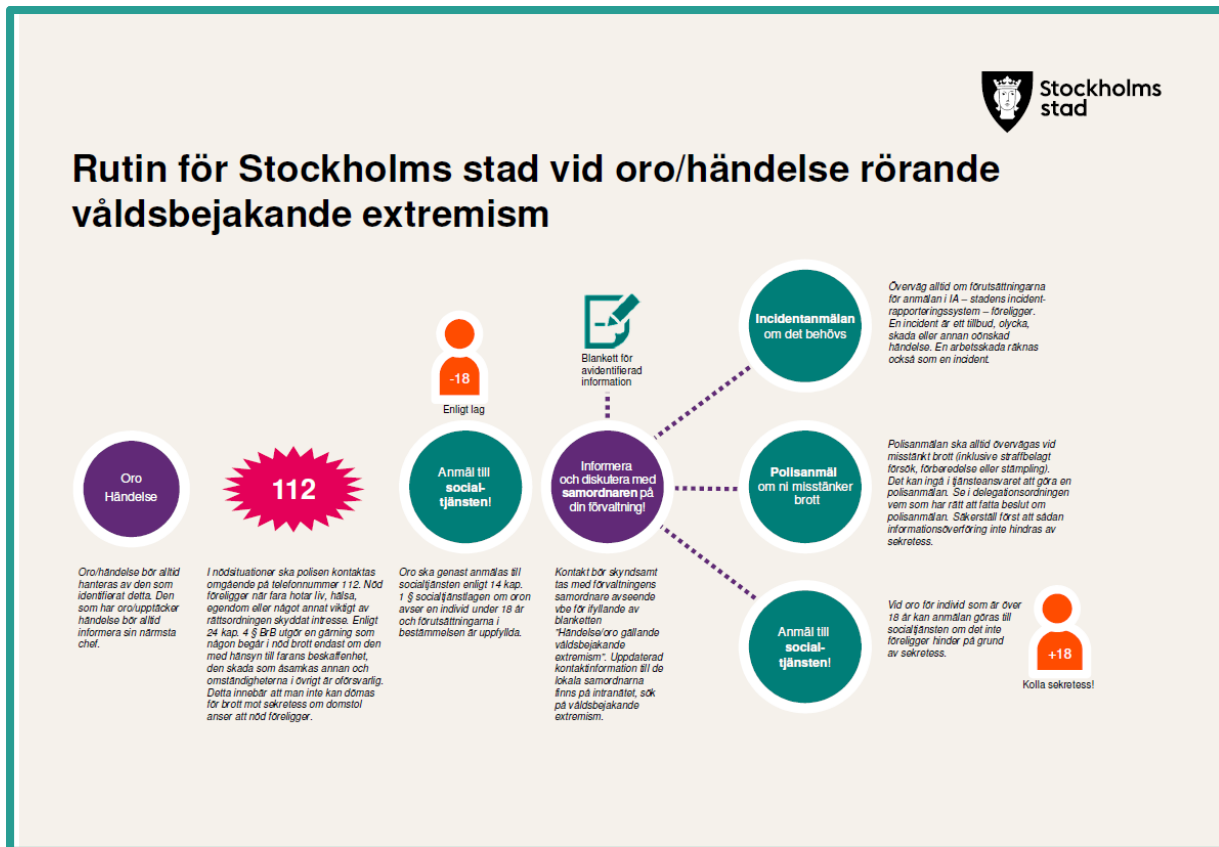 Stockholms
stad
Rutin för Stockholms stad vid oro/händelse rörande
våldsbejakande extremism
Oro
Händelse
Oro/händelse bör alltid
hanteras av den som
identifierat detta. Den
som har oro/upptäcker
händelse bör alltid
informera sin närmsta
chef.
112
I nödsituationer ska polisen kontaktas
omgående på telefonnummer 112. Nöd
föreligger när fara hotar liv, hälsa,
egendom eller något annat viktigt av
rättsordningen skyddat intresse. Enligt
24 kap. 4 § BrB utgör en gärning som
någon begår i nöd brott endast om den
med hänsyn till farans beskaffenhet,
den skada som åsamkas annan och
omständigheterna i övrigt är oförsvarlig.
Detta innebär att man inte kan dömas
för brott mot sekretess om domstol
anser att nöd föreligger.
-18
Enligt lag
Anmäl till
social-
tjänsten!
Oro ska genast anmälas till
socialtjänsten enligt 14 kap.
1 § socialtjänstlagen om oron
avser en individ under 18 år
och förutsättningarna i
bestämmelsen är uppfyllda.
Blankett för
avidentifierad
information
Informera
och diskutera med
samordnaren på
din förvaltning!
Kontakt bör skyndsamt
tas med förvaltningens
samordnare avseende
vbe för ifyllande av
blanketten
"Händelse/oro gällande
våldsbejakande
extremism". Uppdaterad
kontaktinformation till de
lokala samordnarna
finns på intranätet, sök
på våldsbejakande
extremism.
Incidentanmälan
om det behövs
Överväg alltid om förutsättningarna
för anmälan i IA – stadens incident-
rapporteringssystem – föreligger.
En incident är ett tillbud, olycka,
skada eller annan oönskad
händelse. En arbetsskada räknas
också som en incident.
Polisanmäl
om ni misstänker
brott
Polisanmälan ska alltid övervägas vid
misstänkt brott (inklusive straffbelagt
försök, förberedelse eller stämpling).
Det kan ingå i tjänsteansvaret att göra en
polisanmälan. Se i delegationsordningen
vem som har rätt att fatta beslut om
polisanmälan. Säkerställ först att sådan
informationsöverföring inte hindras av
sekretess.
Anmäl till
social-
tjänsten!
Vid oro för individ som är över
18 år kan anmälan göras till
socialtjänsten om det inte
föreligger hinder på grund
av sekretess.
+18
Kolla sekretess!